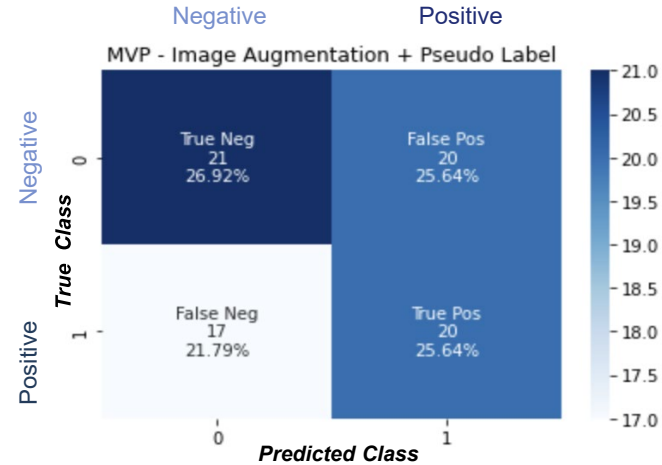 Negative Positive
MVP - Image Augmentation + Pseudo Label
Negative
Positive
True Class
0
1
True Neg
21
26.92%
False Pos
20
25.64%
False Neg
17
21.79%
True Pos
20
25.64%
0 1
Predicted Class
21.0
20.5
20.0
19.5
19.0
18.5
18.0
17.5
17.0